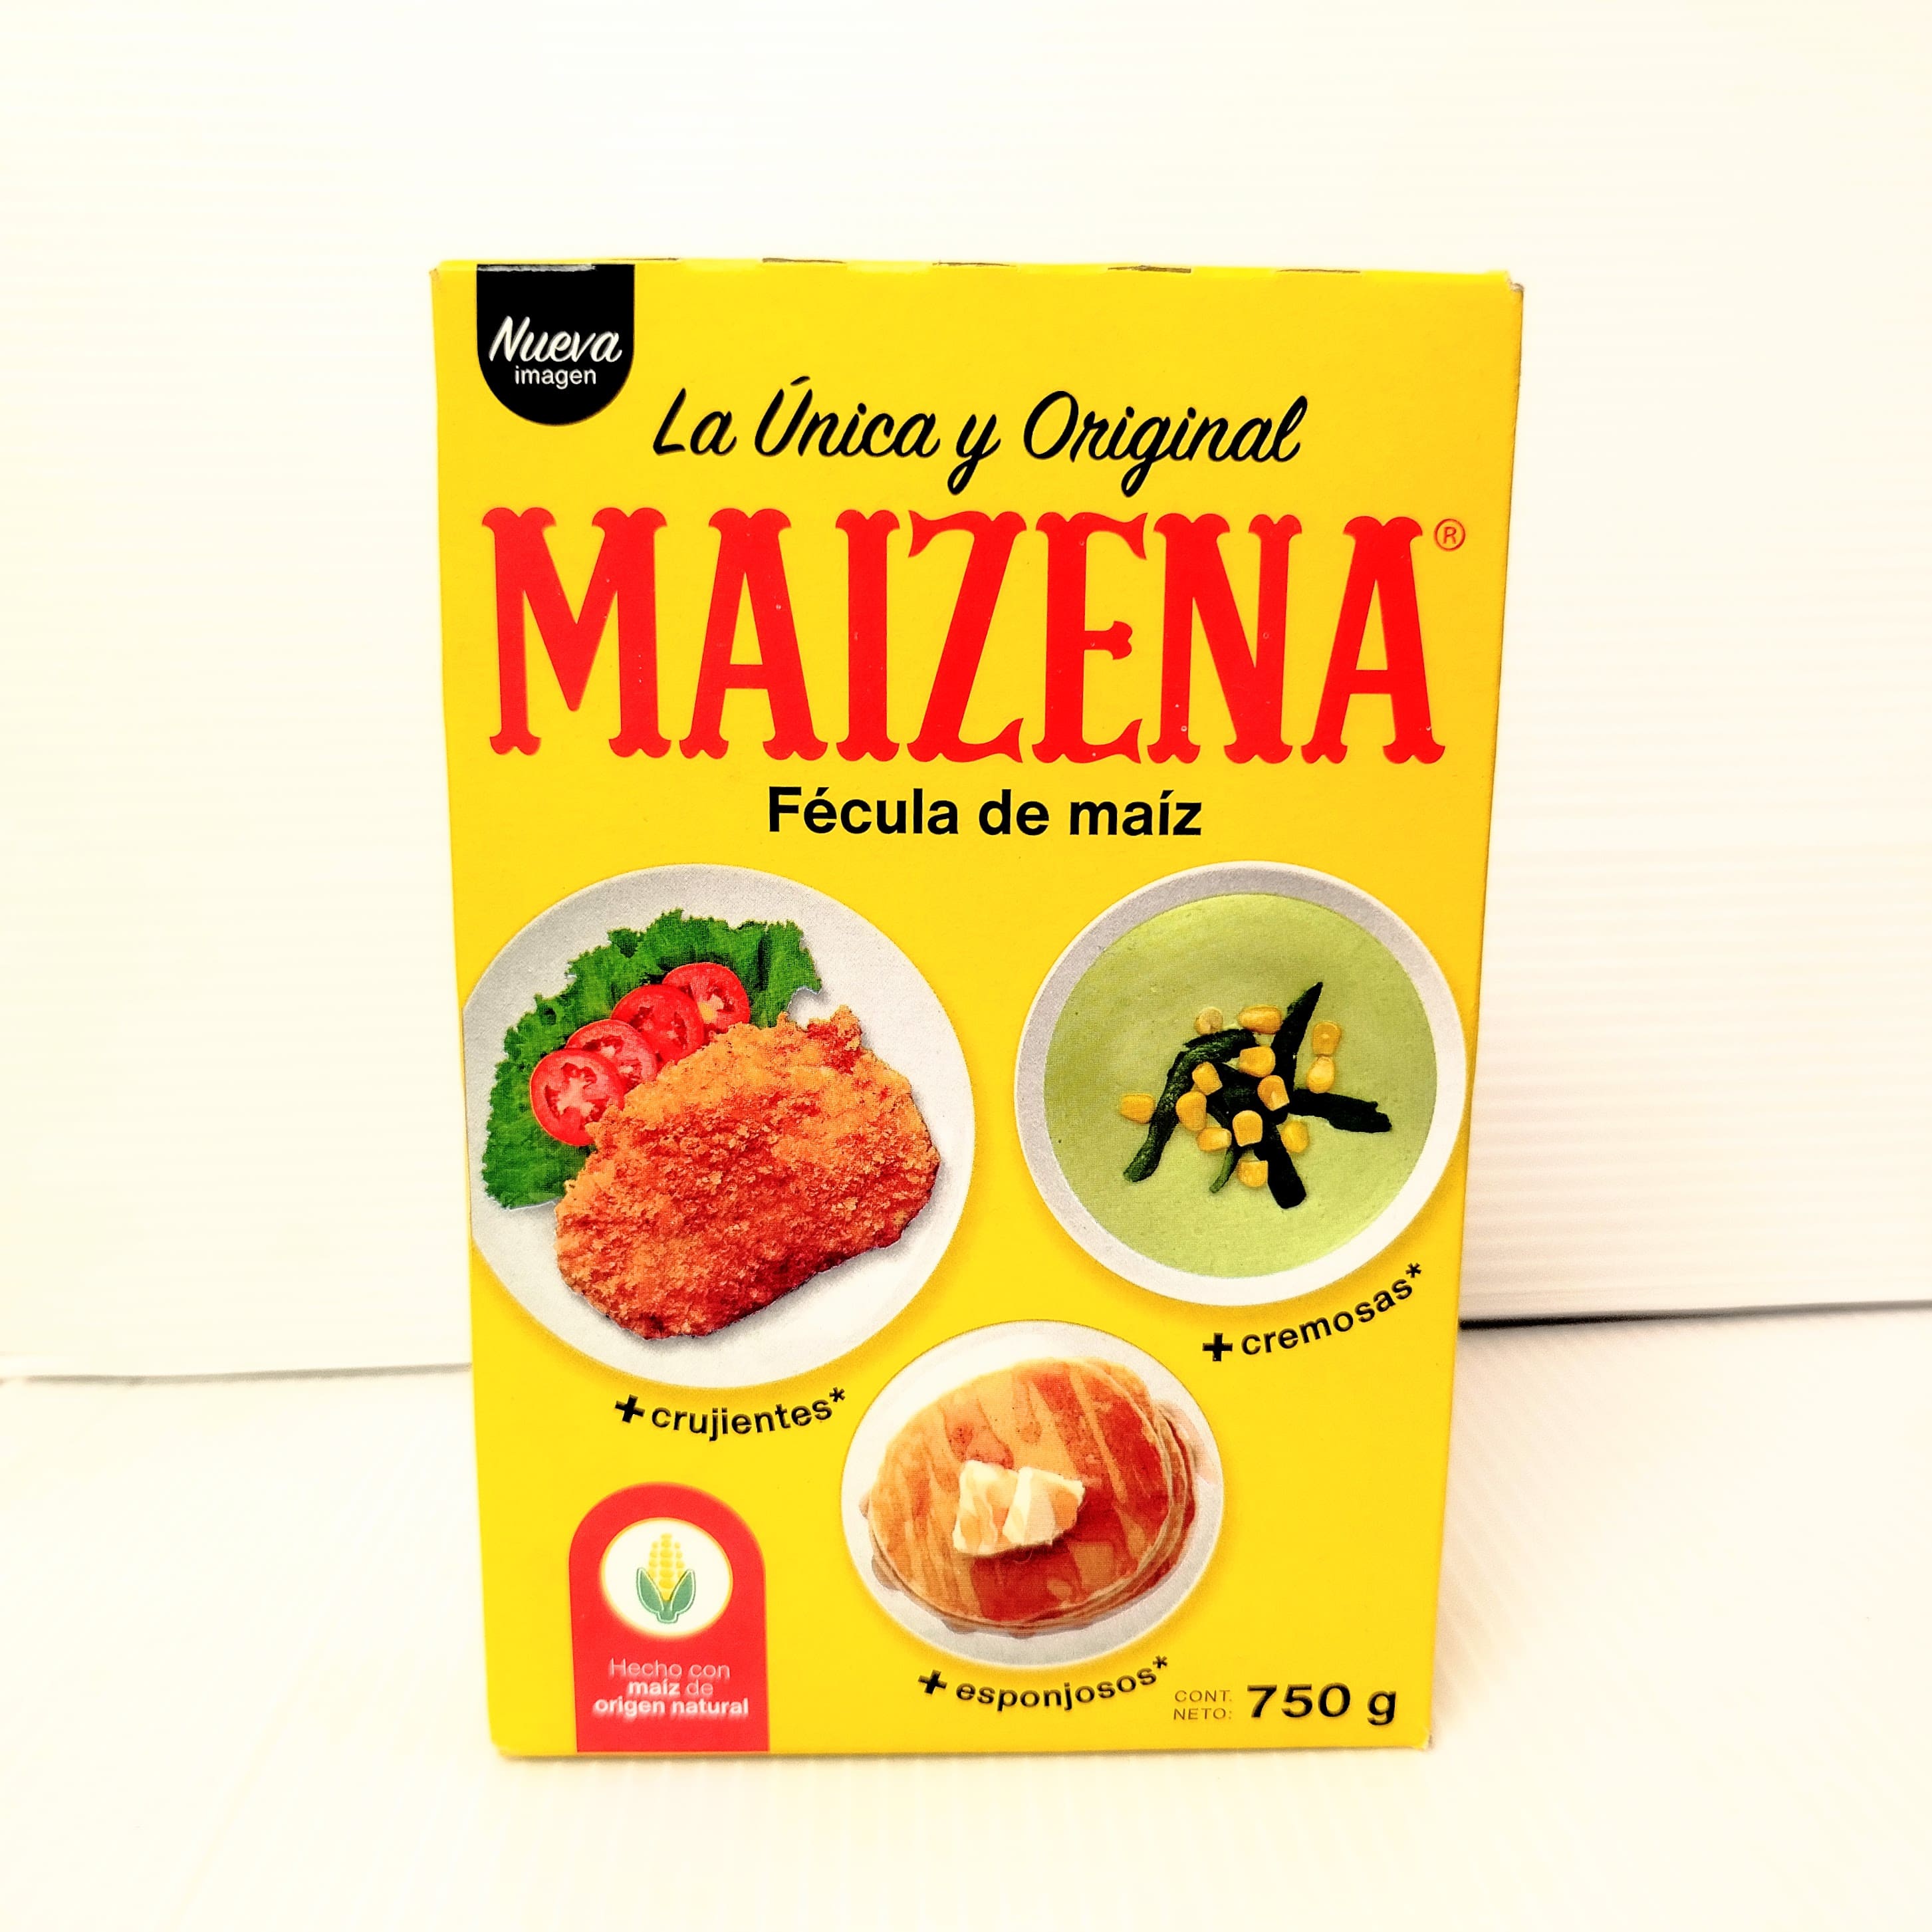 Nueva
imagen
La Única y Original
MAIZENA®
Fécula de maíz
+cremosas*
+crujientes*
+esponjosos*
Hecho con
maíz de
origen natural
CONT.
NETO: 750 g